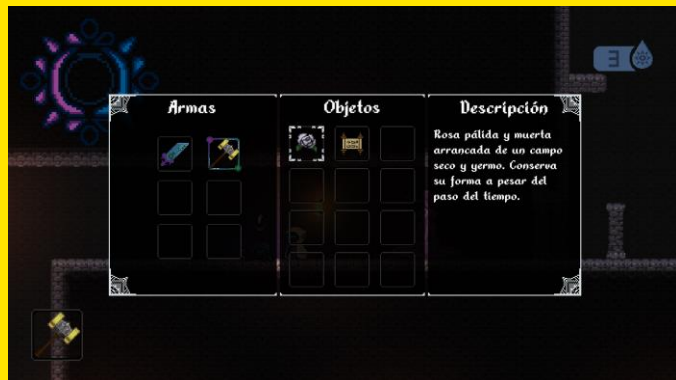 Armas
Objetos
Descripción
Rosa pálida y muerta
arrancada de un campo
seco y yermo. Conserva
su forma a pesar del
paso del tiempo.
3